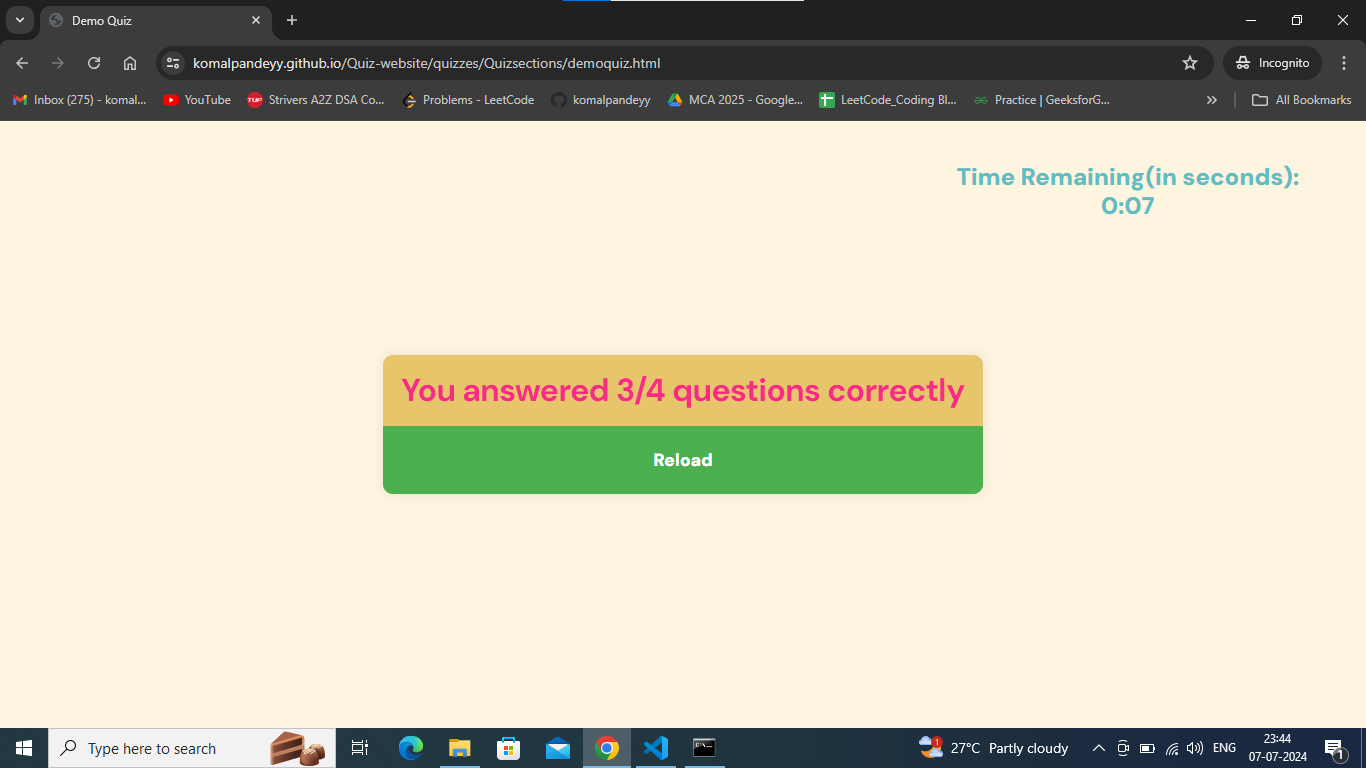 Demo Quiz
komalpandeyy.github.io/Quiz-website/quizzes/Quizsections/demoquiz.html
Incognito
Inbox (275) - komal...
YouTube
TUF
Strivers A2Z DSA Co...
Problems - LeetCode
komalpandeyy
MCA 2025 - Google...
LeetCode_Coding Bl...
Practice | GeeksforG...
All Bookmarks
Time Remaining(in seconds):
0:07
You answered 3/4 questions correctly
Reload
Type here to search
1
27°C Partly cloudy
ENG
23:44
07-07-2024
1